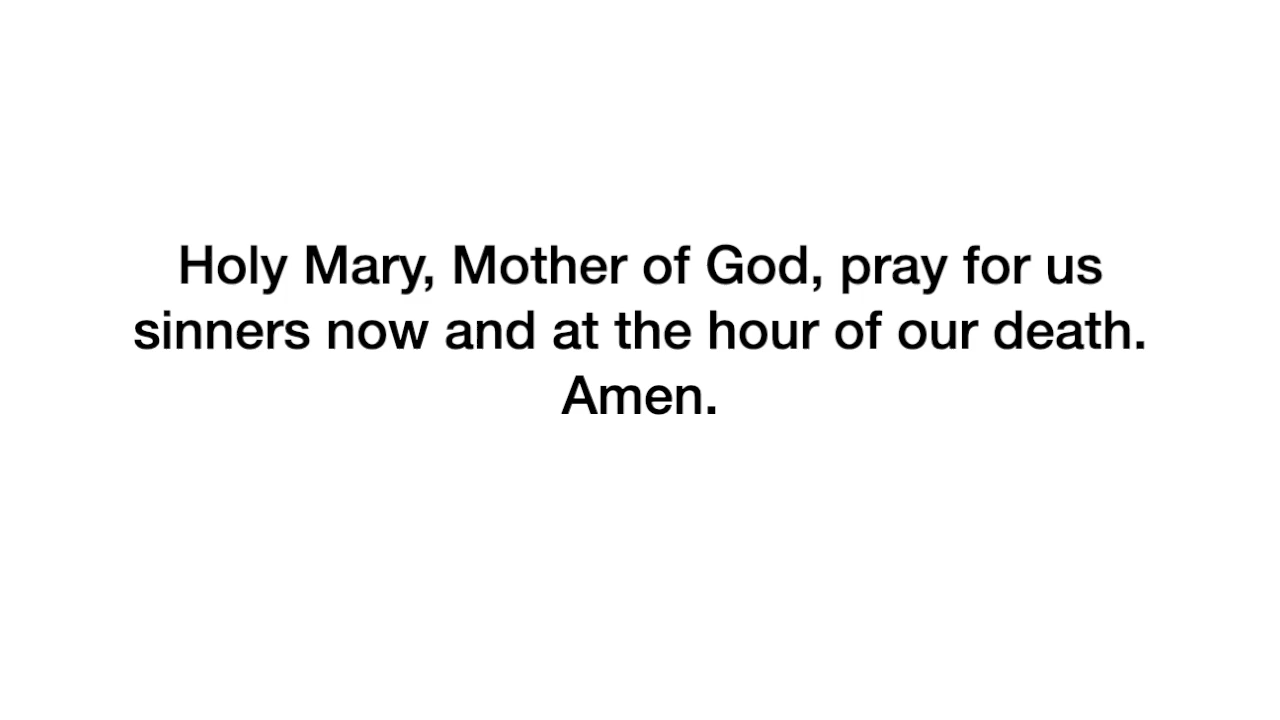 Holy Mary, Mother of God, pray for us
sinners now and at the hour of our death.
Amen.